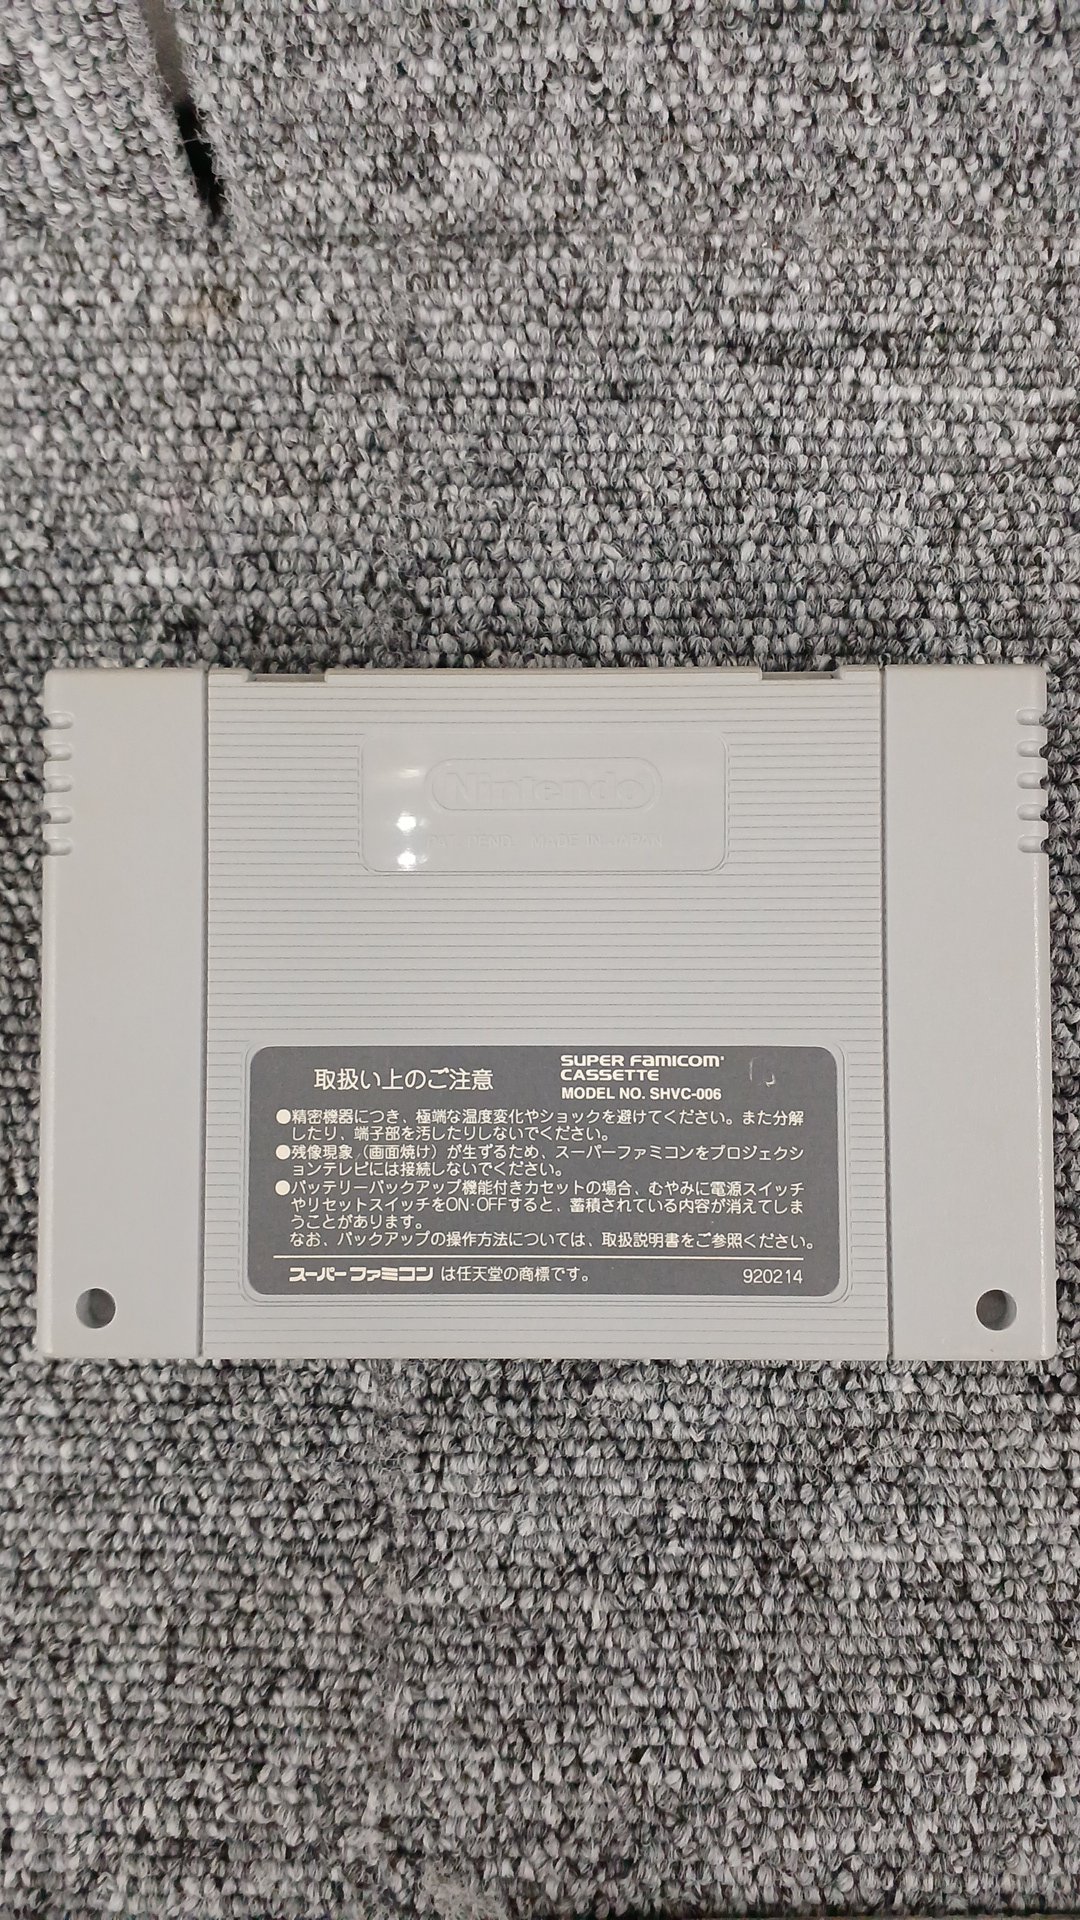 Nintendo
PAT. PEND. MADE IN JAPAN
取扱い上のご注意
SUPER FAMICOM
CASSETTE
MODEL NO. SHVC-006
●精密機器につき、極端な温度変化やショックを避けてください。また分解
したり、端子部を汚したりしないでください。
●残像現象（画面焼け）が生ずるため、スーパーファミコンをプロジェクシ
ョンテレビには接続しないでください。
●バッテリーバックアップ機能付きカセットの場合、むやみに電源スイッチ
やリセットスイッチをON・OFFすると、蓄積されている内容が消えてしま
うことがあります。
なお、バックアップの操作方法については、取扱説明書をご参照ください。
スーパーファミコン は任天堂の商標です。
920214